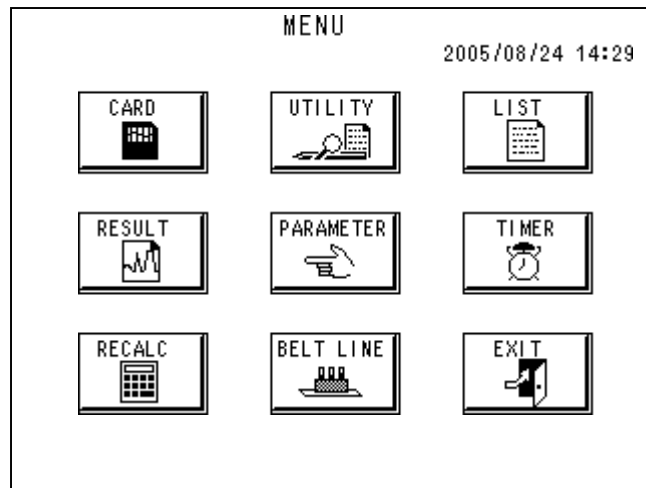 MENU
2005/08/24 14:29
CARD UTILITY LIST
RESULT PARAMETER TIMER
RECALC BELT LINE EXIT